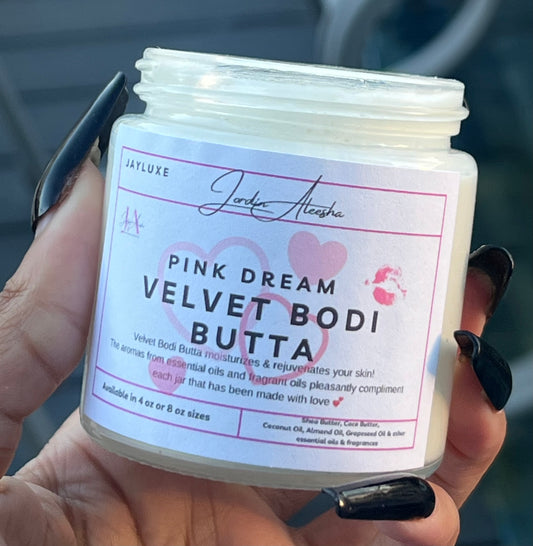 JAYLUXE
Jordin Aleesha
PINK DREAM
VELVET BODI
BUTTA
Velvet Bodi Butta moisturizes & rejuvenates your skin!
The aromas from essential oils and fragrant oils pleasantly compliment
each jar that has been made with love 💕
Available in 4 oz or 8 oz sizes
Shea Butter, Coco Butter,
Coconut Oil, Almond Oil, Grapeseed Oil & other
essential oils & fragrances